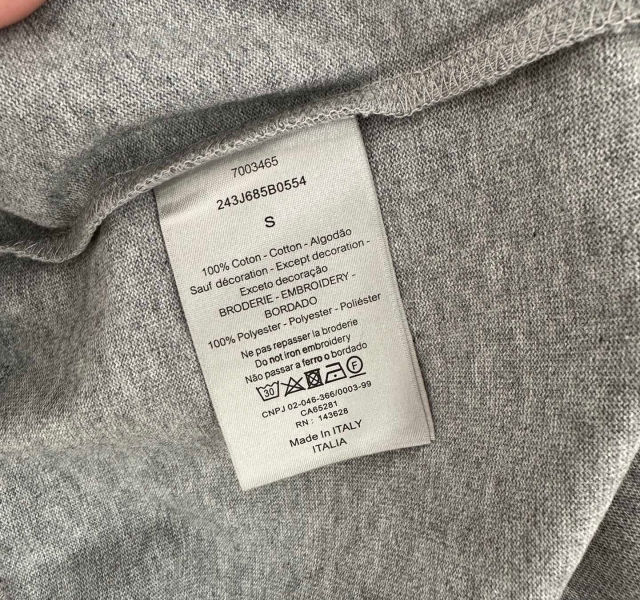 7003465
243J685B0554
S
100% Coton - Cotton - Algodão
Sauf décoration - Except decoration -
Exceto decoração
BRODERIE - EMBROIDERY -
BORDADO
100% Polyester - Polyester - Poliéster
Ne pas repasser la broderie
Do not iron embroidery
Não passar a ferro o bordado
30 F
CNPJ 02-046-366/0003-99
CA65281
RN : 143628
Made In ITALY
ITALIA